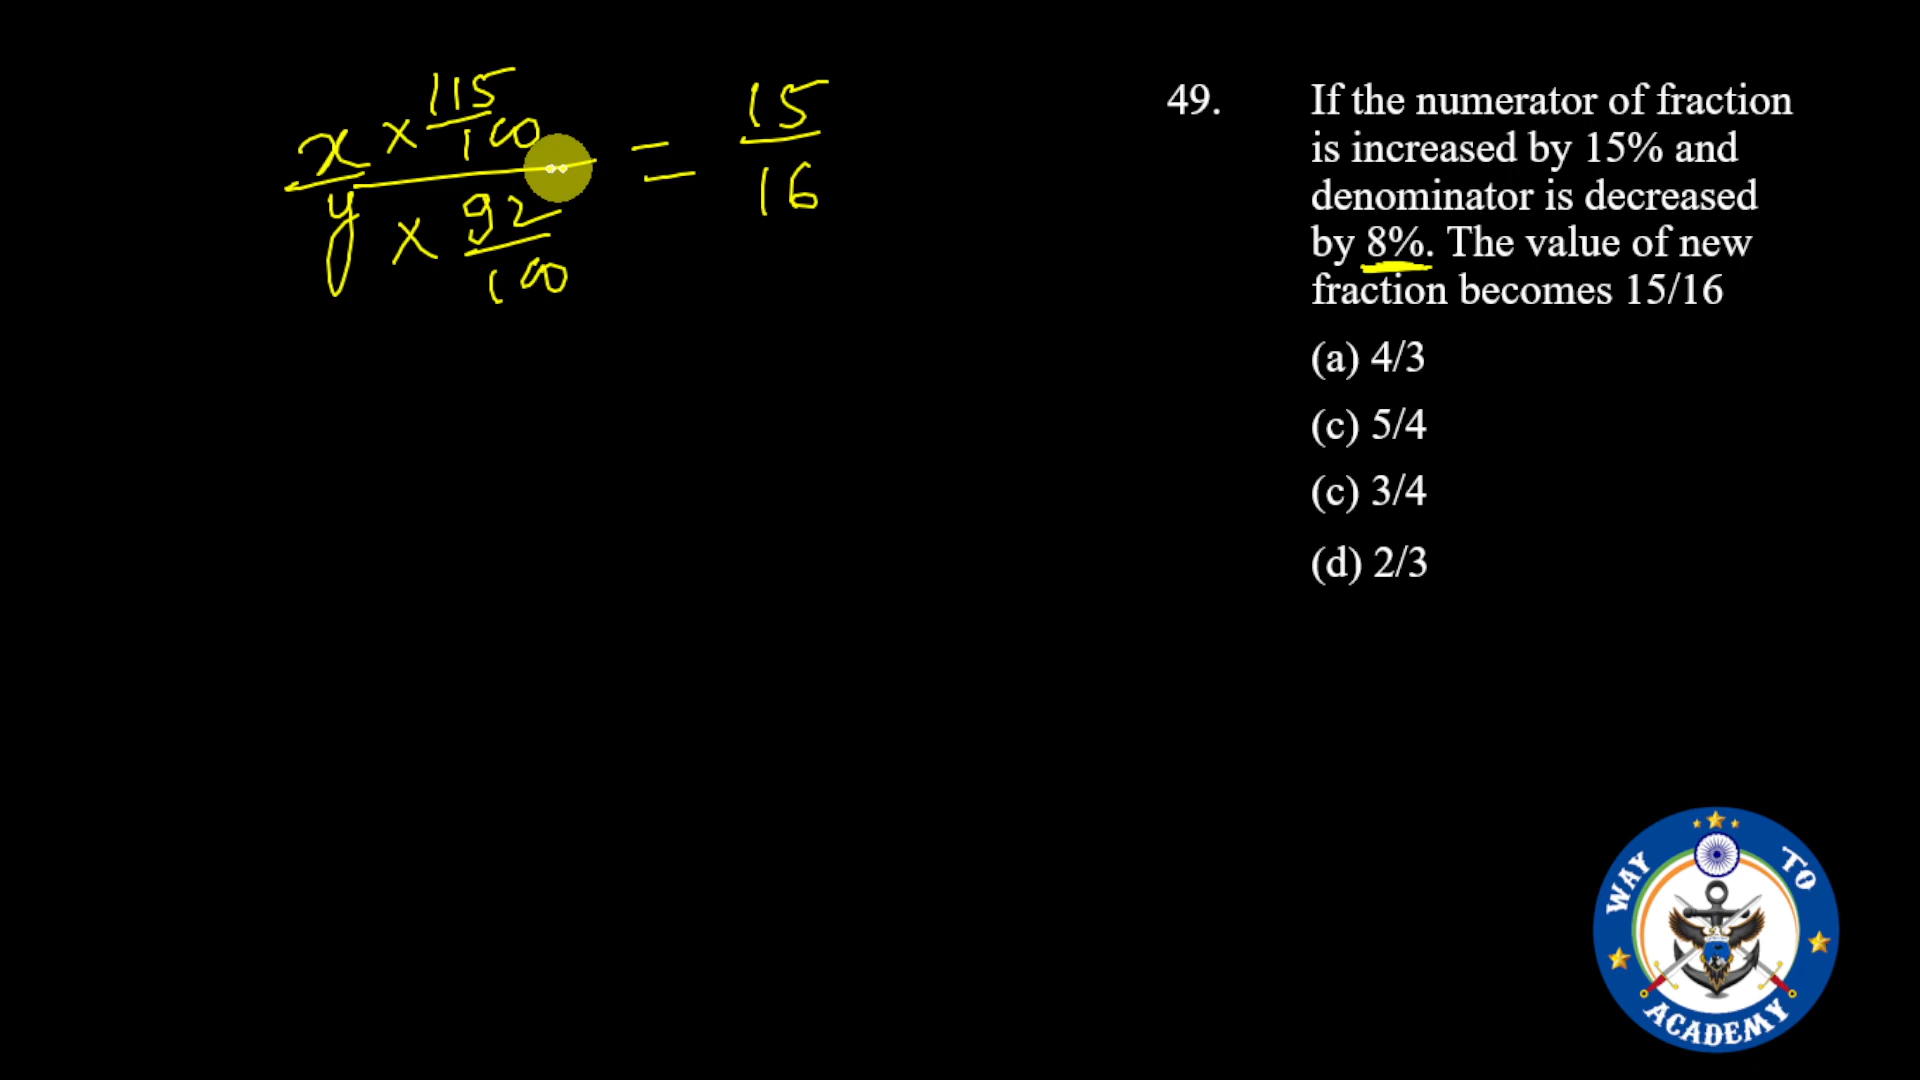 x × 115/100
y × 92/100
= 15/16
49. If the numerator of fraction
is increased by 15% and
denominator is decreased
by 8%. The value of new
fraction becomes 15/16
(a) 4/3
(c) 5/4
(c) 3/4
(d) 2/3
WAY TO
ACADEMY